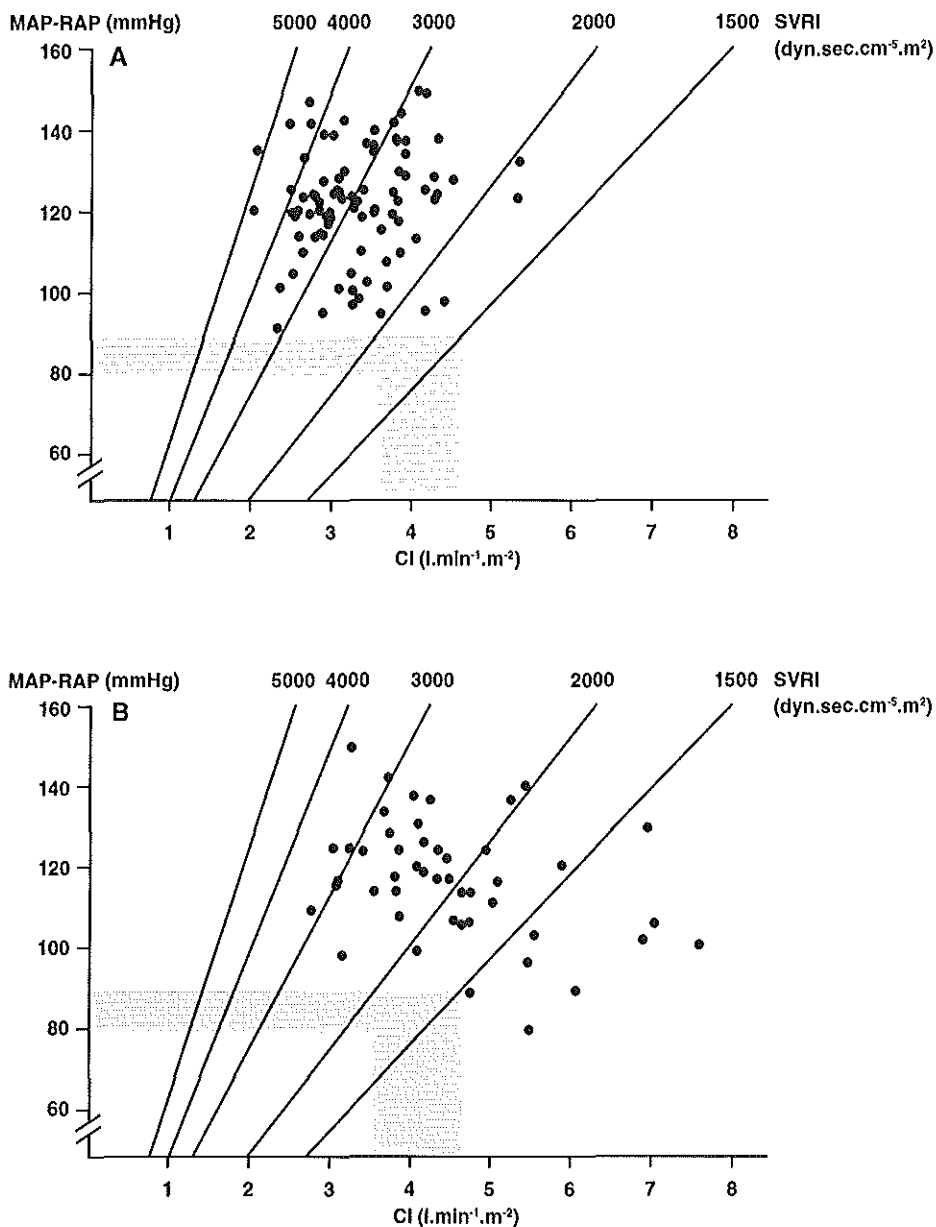 MAP-RAP (mmHg) 5000 4000 3000 2000 1500 SVRI
(dyn.sec.cm⁻⁵.m²)
160
A
140
120
100
80
60
1 2 3 4 5 6 7 8
CI (l.min⁻¹.m⁻²)
MAP-RAP (mmHg) 5000 4000 3000 2000 1500 SVRI
(dyn.sec.cm⁻⁵.m²)
160
B
140
120
100
80
60
1 2 3 4 5 6 7 8
CI (l.min⁻¹.m⁻²)